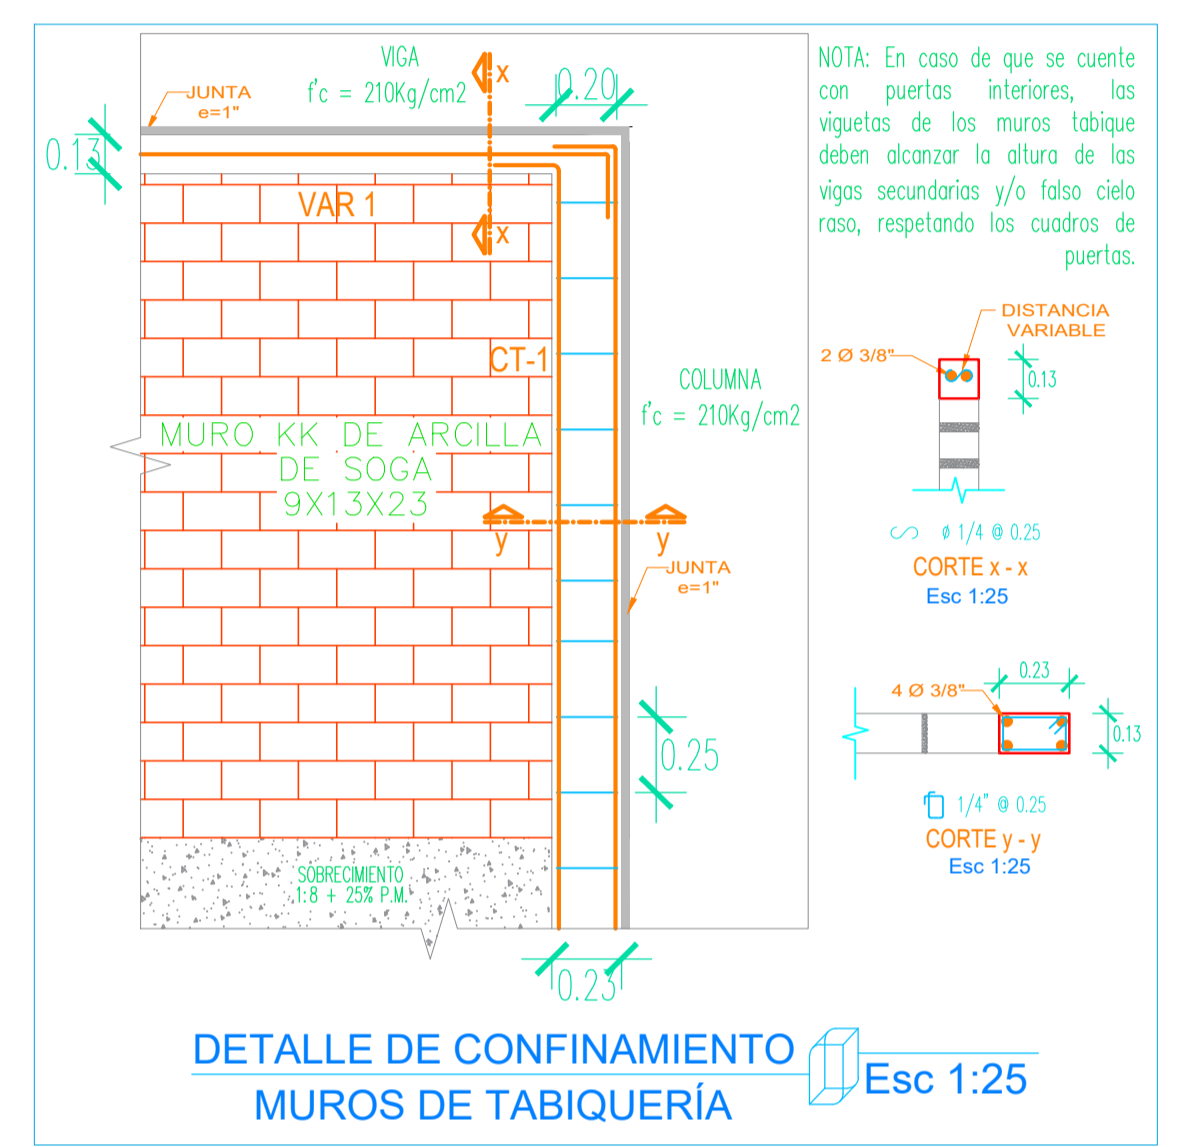 VIGA
f'c = 210Kg/cm2
JUNTA
e=1"
x
0.20
0.13
VAR 1
x
CT-1
COLUMNA
f'c = 210Kg/cm2
MURO KK DE ARCILLA
DE SOGA
9X13X23
y
y
JUNTA
e=1"
0.25
SOBRECIMIENTO
1:8 + 25% P.M.
0.23
NOTA: En caso de que se cuente
con puertas interiores, las
viguetas de los muros tabique
deben alcanzar la altura de las
vigas secundarias y/o falso cielo
raso, respetando los cuadros de
puertas.
DISTANCIA
VARIABLE
2 Ø 3/8"
0.13
ø 1/4 @ 0.25
CORTE x - x
Esc 1:25
0.23
4 Ø 3/8"
0.13
1/4" @ 0.25
CORTE y - y
Esc 1:25
DETALLE DE CONFINAMIENTO
MUROS DE TABIQUERÍA
Esc 1:25